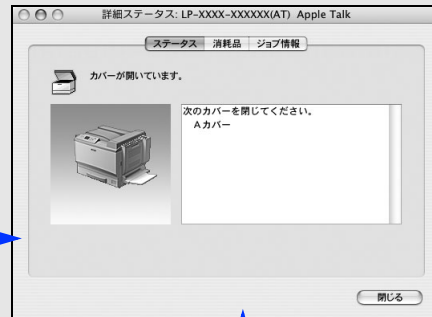 詳細ステータス: LP-XXXX-XXXXXX(AT) Apple Talk
ステータス 消耗品 ジョブ情報
カバーが開いています。
次のカバーを閉じてください。
Aカバー
閉じる